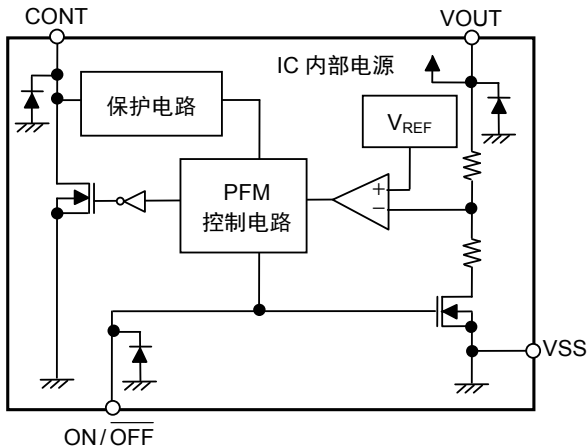 CONT
VOUT
IC 内部电源
保护电路
VREF
PFM
控制电路
+
−
VSS
ON/OFF